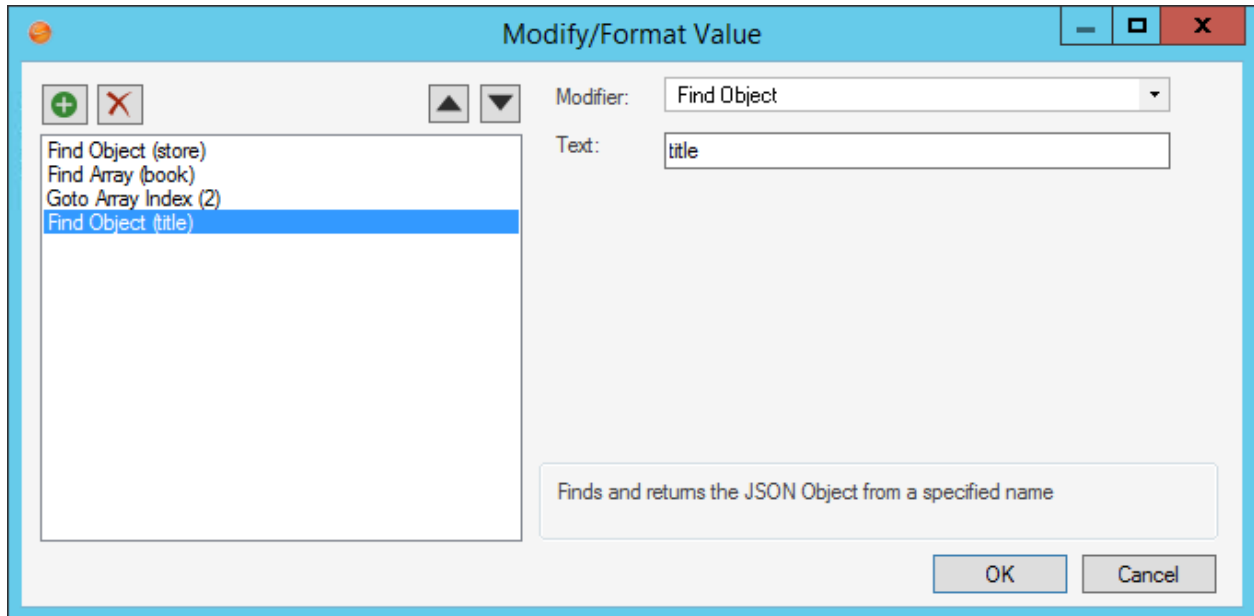 Modify/Format Value
Modifier: Find Object
Text: title
Find Object (store)
Find Array (book)
Goto Array Index (2)
Find Object (title)
Finds and returns the JSON Object from a specified name
OK Cancel